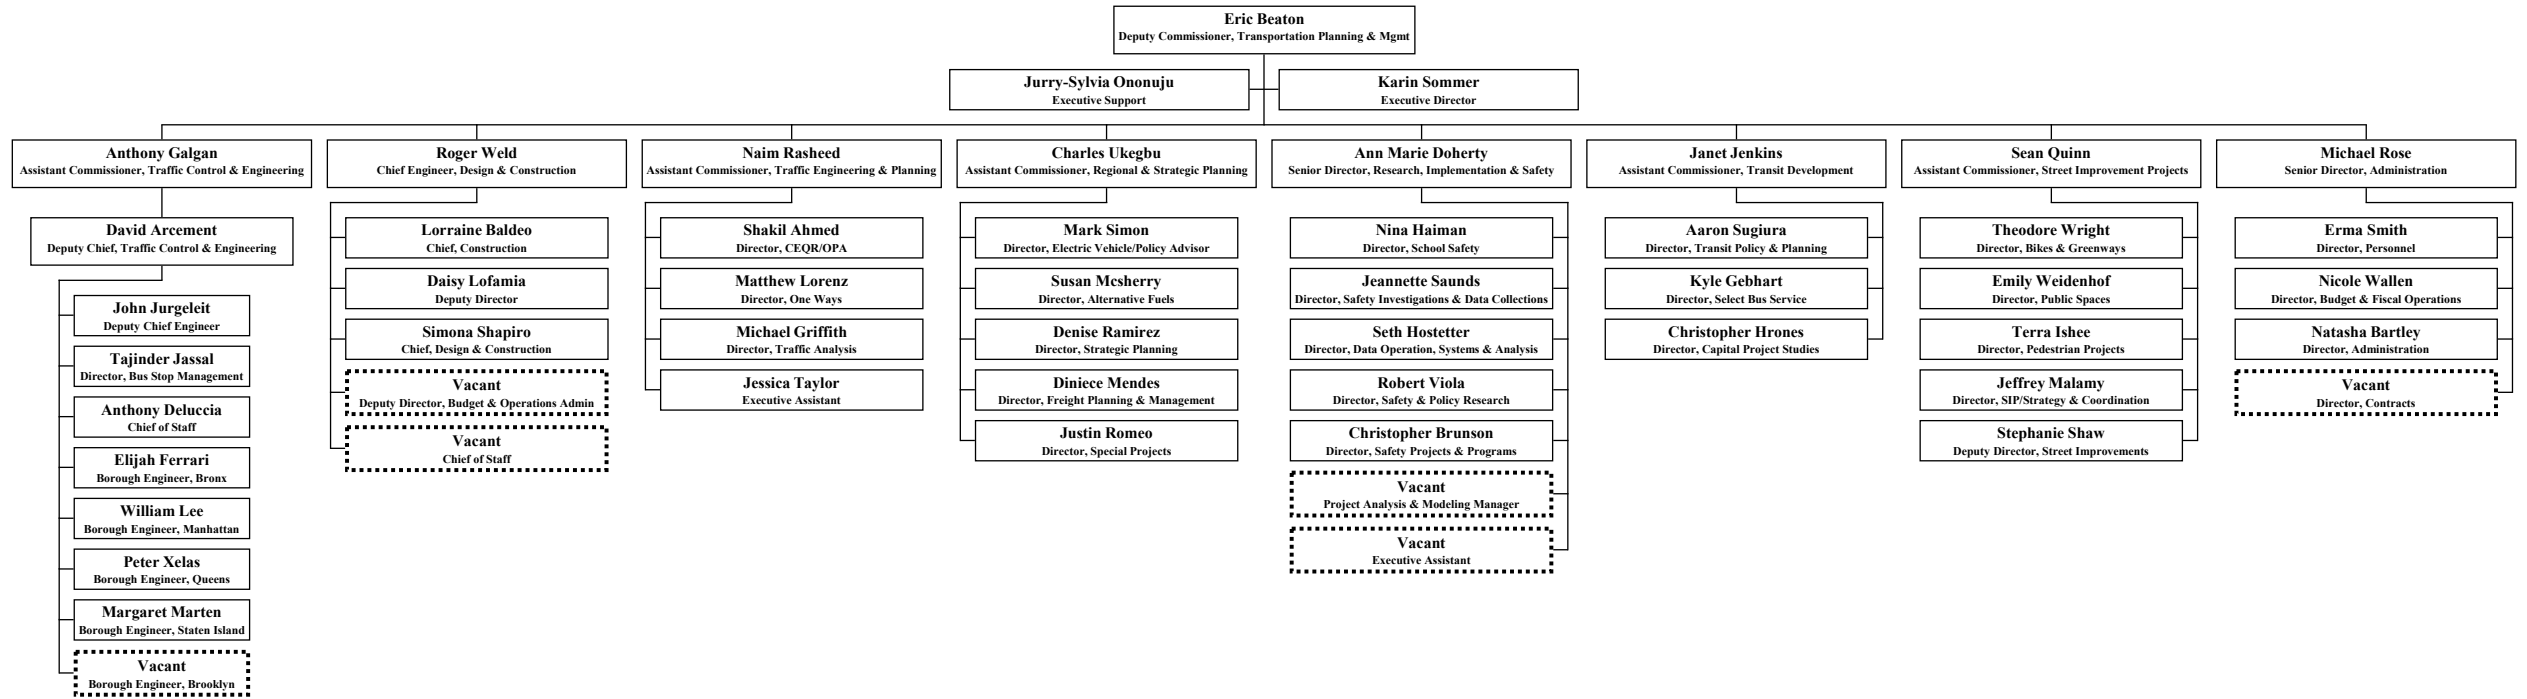 Eric Beaton
Deputy Commissioner, Transportation Planning & Mgmt
Jurry-Sylvia Ononuju
Executive Support
Karin Sommer
Executive Director
Anthony Galgan
Assistant Commissioner, Traffic Control & Engineering
David Arcement
Deputy Chief, Traffic Control & Engineering
John Jurgeleit
Deputy Chief Engineer
Tajinder Jassal
Director, Bus Stop Management
Anthony Deluccia
Chief of Staff
Elijah Ferrari
Borough Engineer, Bronx
William Lee
Borough Engineer, Manhattan
Peter Xelas
Borough Engineer, Queens
Margaret Marten
Borough Engineer, Staten Island
Vacant
Borough Engineer, Brooklyn
Roger Weld
Chief Engineer, Design & Construction
Lorraine Baldeo
Chief, Construction
Daisy Lofamia
Deputy Director
Simona Shapiro
Chief, Design & Construction
Vacant
Deputy Director, Budget & Operations Admin
Vacant
Chief of Staff
Naim Rasheed
Assistant Commissioner, Traffic Engineering & Planning
Shakil Ahmed
Director, CEQR/OPA
Matthew Lorenz
Director, One Ways
Michael Griffith
Director, Traffic Analysis
Jessica Taylor
Executive Assistant
Charles Ukegbu
Assistant Commissioner, Regional & Strategic Planning
Mark Simon
Director, Electric Vehicle/Policy Advisor
Susan Mcsherry
Director, Alternative Fuels
Denise Ramirez
Director, Strategic Planning
Diniece Mendes
Director, Freight Planning & Management
Justin Romeo
Director, Special Projects
Ann Marie Doherty
Senior Director, Research, Implementation & Safety
Nina Haiman
Director, School Safety
Jeannette Saunds
Director, Safety Investigations & Data Collections
Seth Hostetter
Director, Data Operation, Systems & Analysis
Robert Viola
Director, Safety & Policy Research
Christopher Brunson
Director, Safety Projects & Programs
Vacant
Project Analysis & Modeling Manager
Vacant
Executive Assistant
Janet Jenkins
Assistant Commissioner, Transit Development
Aaron Sugiura
Director, Transit Policy & Planning
Kyle Gebhart
Director, Select Bus Service
Christopher Hrones
Director, Capital Project Studies
Sean Quinn
Assistant Commissioner, Street Improvement Projects
Theodore Wright
Director, Bikes & Greenways
Emily Weidenhof
Director, Public Spaces
Terra Ishee
Director, Pedestrian Projects
Jeffrey Malamy
Director, SIP/Strategy & Coordination
Stephanie Shaw
Deputy Director, Street Improvements
Michael Rose
Senior Director, Administration
Erma Smith
Director, Personnel
Nicole Wallen
Director, Budget & Fiscal Operations
Natasha Bartley
Director, Administration
Vacant
Director, Contracts